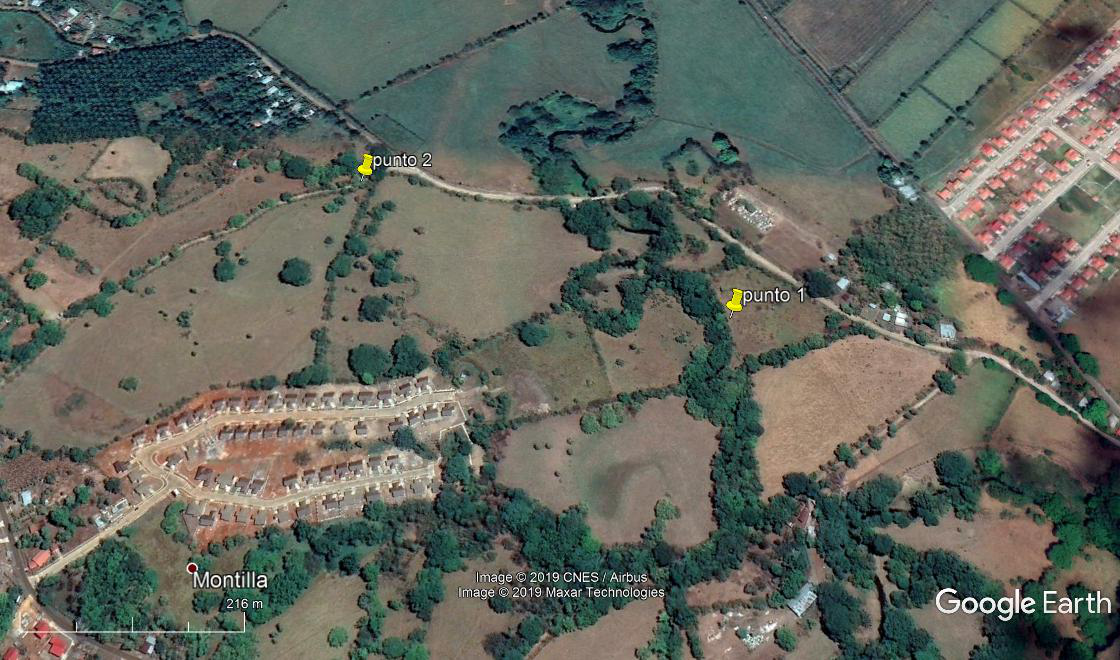 punto 2
punto 1
Montilla
216 m
Image © 2019 CNES / Airbus
Image © 2019 Maxar Technologies
Google Earth